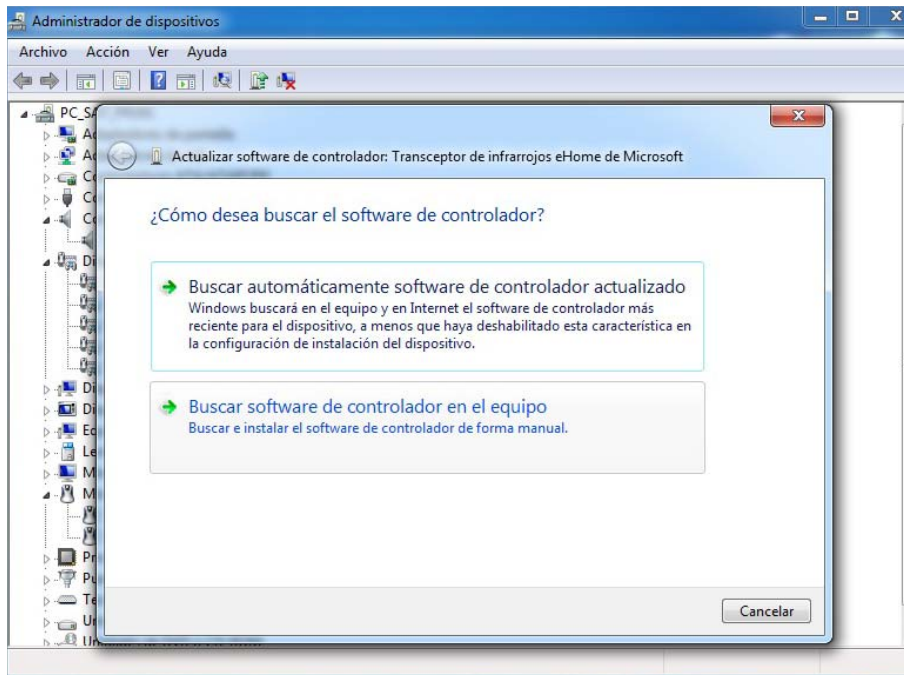 Administrador de dispositivos
Archivo Acción Ver Ayuda
PC_SA
Actualizar software de controlador: Transceptor de infrarrojos eHome de Microsoft
¿Cómo desea buscar el software de controlador?
Buscar automáticamente software de controlador actualizado
Windows buscará en el equipo y en Internet el software de controlador más
reciente para el dispositivo, a menos que haya deshabilitado esta característica en
la configuración de instalación del dispositivo.
Buscar software de controlador en el equipo
Buscar e instalar el software de controlador de forma manual.
Cancelar